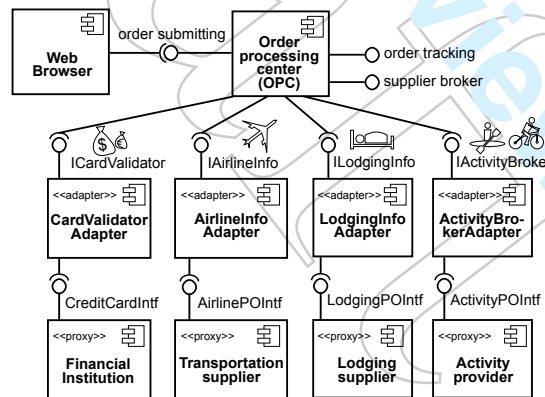 order submitting
Web
Browser
Order
processing
center
(OPC)
order tracking
supplier broker
$ €
ICardValidator
IAirlineInfo
ILodgingInfo
IActivityBroke
<<adapter>>
CardValidator
Adapter
<<adapter>>
AirlineInfo
Adapter
<<adapter>>
LodgingInfo
Adapter
<<adapter>>
ActivityBro-
kerAdapter
CreditCardIntf
AirlinePOIntf
LodgingPOIntf
ActivityPOIntf
<<proxy>>
Financial
Institution
<<proxy>>
Transportation
supplier
<<proxy>>
Lodging
supplier
<<proxy>>
Activity
provider